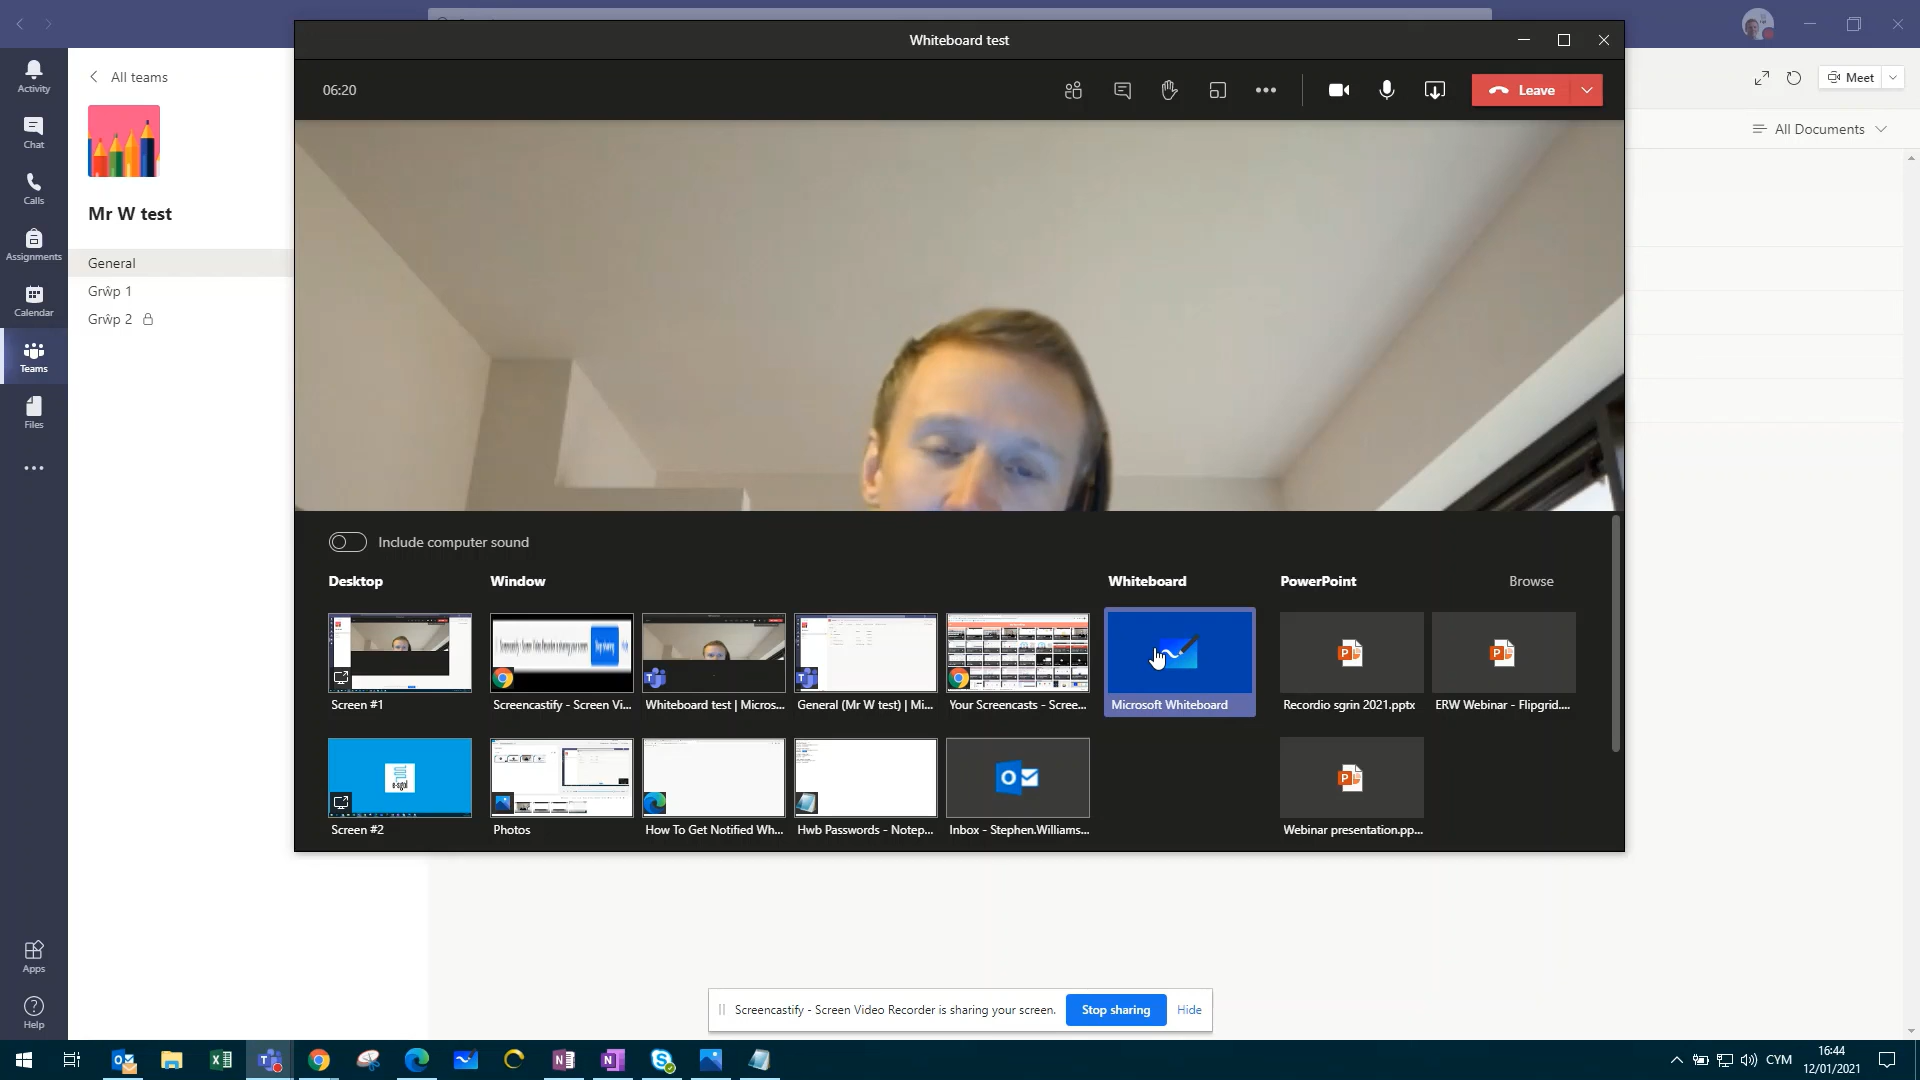 Whiteboard test
06:20
Leave
Activity
Chat
Calls
Assignments
Calendar
Teams
Files
Apps
Help
All teams
Mr W test
General
Grŵp 1
Grŵp 2
Meet
All Documents
Include computer sound
Desktop
Window
Whiteboard
PowerPoint
Browse
Screen #1
Screencastify - Screen Vi...
Whiteboard test | Micros...
General (Mr W test) | Mi...
Your Screencasts - Scree...
Microsoft Whiteboard
Recordio sgrin 2021.pptx
ERW Webinar - Flipgrid....
Screen #2
Photos
How To Get Notified Wh...
Hwb Passwords - Notep...
Inbox - Stephen.Williams...
Webinar presentation.pp...
Screencastify - Screen Video Recorder is sharing your screen.
Stop sharing
Hide
CYM
16:44
12/01/2021